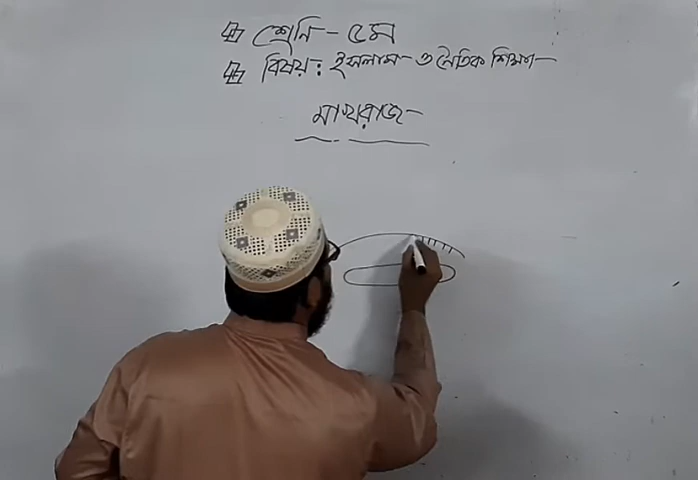 শ্রেনি - ৫ম
বিষয় : ইসলাম ও নৈতিক শিক্ষা -
মাখরাজ -